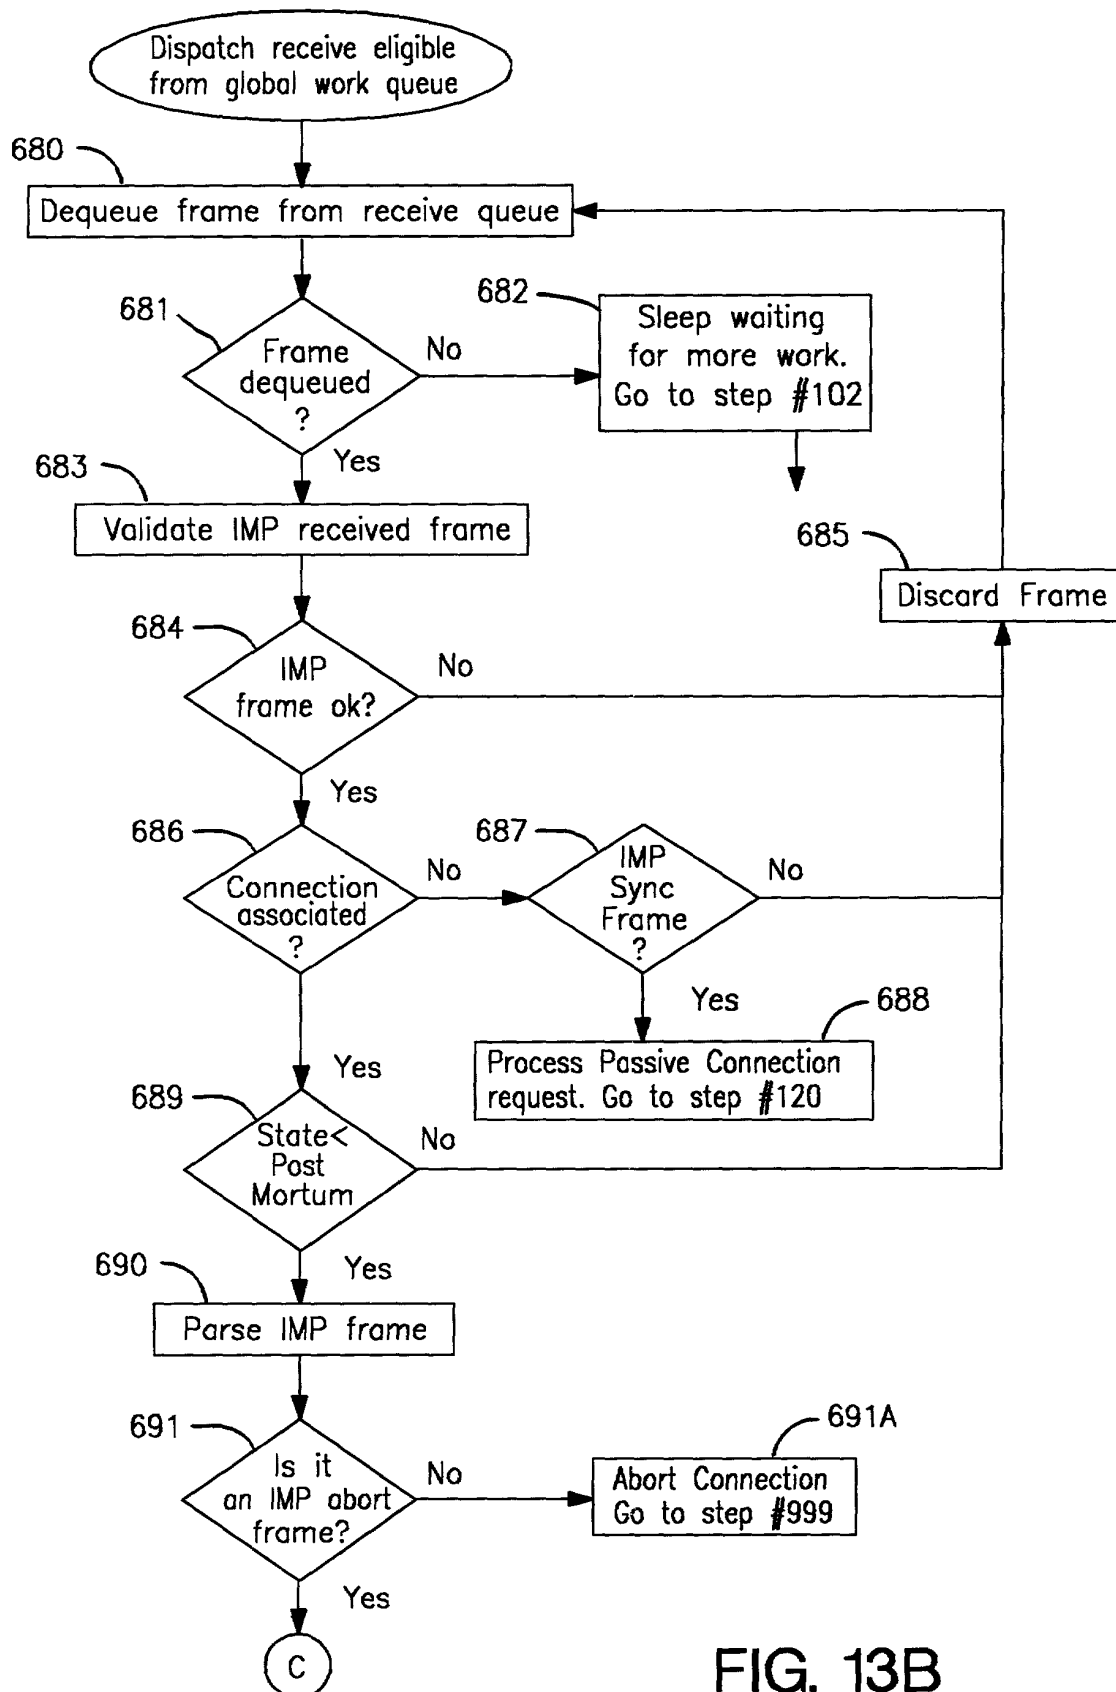 Dispatch receive eligible
from global work queue
680
Dequeue frame from receive queue
681
Frame
dequeued
?
No
682
Sleep waiting
for more work.
Go to step #102
Yes
683
Validate IMP received frame
685
Discard Frame
684
IMP
frame ok?
No
Yes
686
Connection
associated
?
No
687
IMP
Sync
Frame
?
No
Yes
688
Process Passive Connection
request. Go to step #120
Yes
689
State<
Post
Mortum
No
Yes
690
Parse IMP frame
691
Is it
an IMP abort
frame?
No
691A
Abort Connection
Go to step #999
Yes
C
FIG. 13B